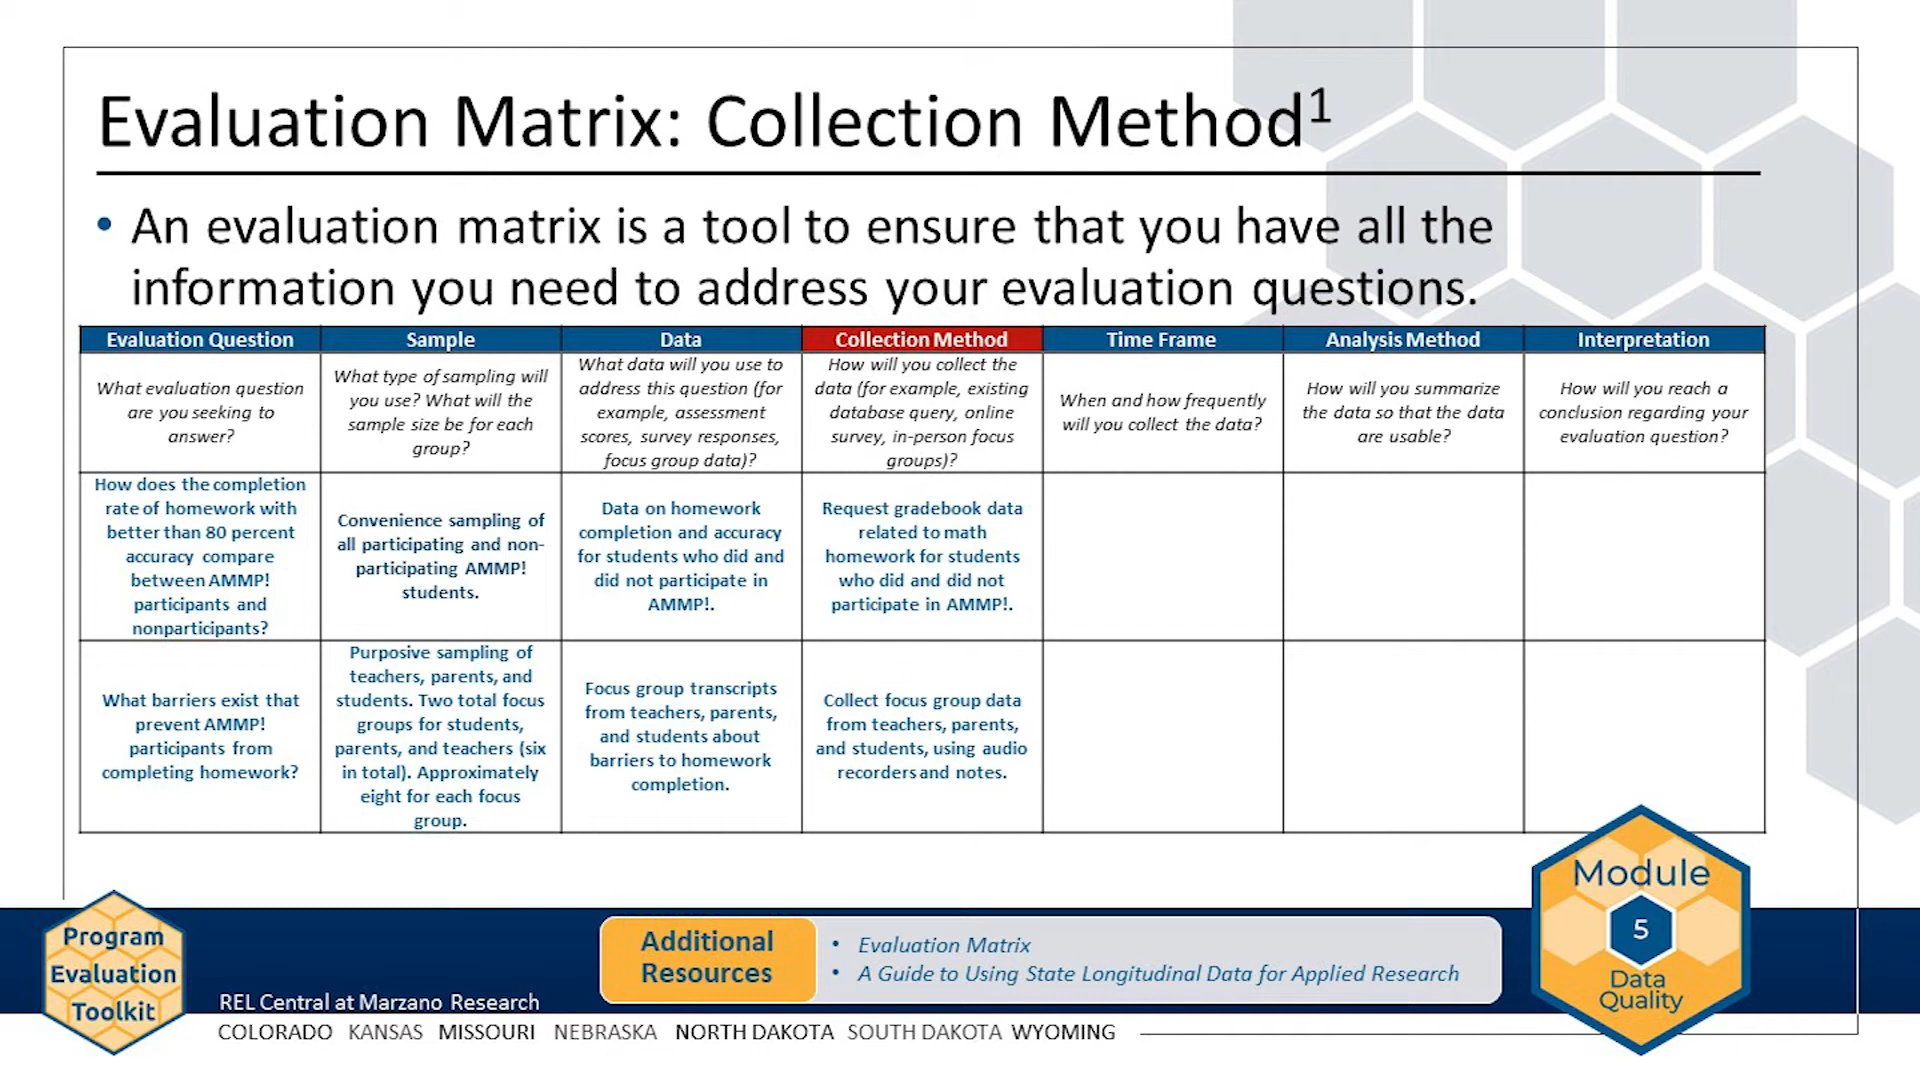 Evaluation Matrix: Collection Method1
• An evaluation matrix is a tool to ensure that you have all the
information you need to address your evaluation questions.
Evaluation Question
Sample
Data
Collection Method
Time Frame
Analysis Method
Interpretation
What evaluation question
are you seeking to
answer?
What type of sampling will
you use? What will the
sample size be for each
group?
What data will you use to
address this question (for
example, assessment
scores, survey responses,
focus group data)?
How will you collect the
data (for example, existing
database query, online
survey, in-person focus
groups)?
When and how frequently
will you collect the data?
How will you summarize
the data so that the data
are usable?
How will you reach a
conclusion regarding your
evaluation question?
How does the completion
rate of homework with
better than 80 percent
accuracy compare
between AMMP!
participants and
nonparticipants?
Convenience sampling of
all participating and non-
participating AMMP!
students.
Data on homework
completion and accuracy
for students who did and
did not participate in
AMMP!.
Request gradebook data
related to math
homework for students
who did and did not
participate in AMMP!.
What barriers exist that
prevent AMMP!
participants from
completing homework?
Purposive sampling of
teachers, parents, and
students. Two total focus
groups for students,
parents, and teachers (six
in total). Approximately
eight for each focus
group.
Focus group transcripts
from teachers, parents,
and students about
barriers to homework
completion.
Collect focus group data
from teachers, parents,
and students, using audio
recorders and notes.
Program
Evaluation
Toolkit
REL Central at Marzano Research
COLORADO KANSAS MISSOURI NEBRASKA NORTH DAKOTA SOUTH DAKOTA WYOMING
Additional
Resources
• Evaluation Matrix
• A Guide to Using State Longitudinal Data for Applied Research
Module
5
Data
Quality